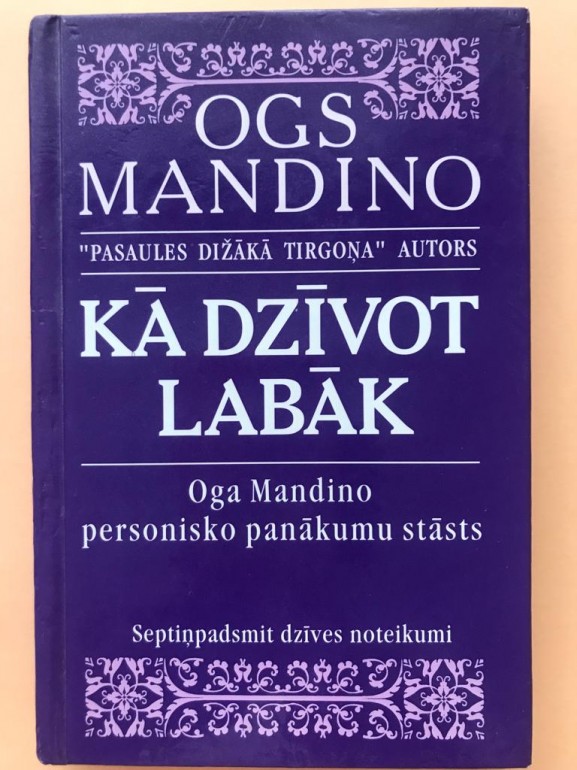 OGS
MANDINO
"PASAULES DIŽĀKĀ TIRGOŅA" AUTORS
KĀ DZĪVOT
LABĀK
Oga Mandino
personisko panākumu stāsts
Septiņpadsmit dzīves noteikumi